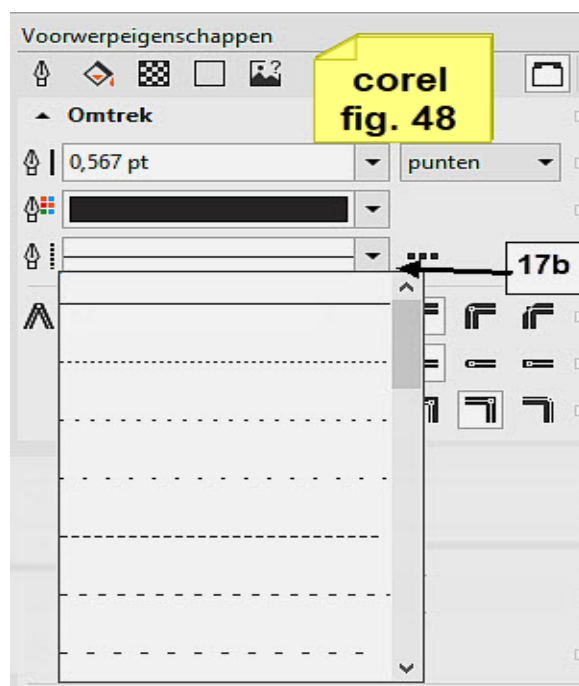 Voorwerpeigenschappen
corel
fig. 48
Omtrek
0,567 pt
punten
17b